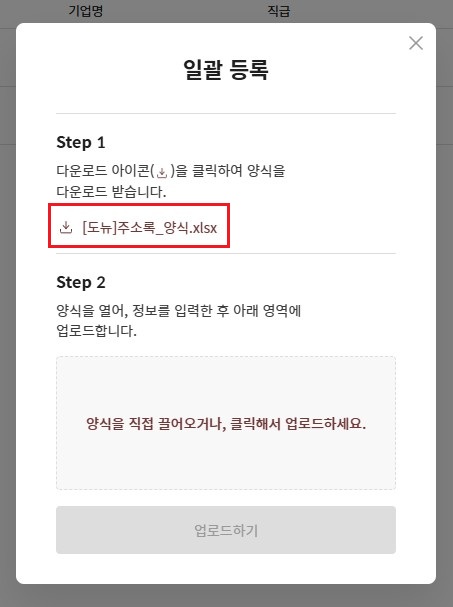 기업명 직급
일괄 등록
Step 1
다운로드 아이콘( )을 클릭하여 양식을
다운로드 받습니다.
[도뉴]주소록_양식.xlsx
Step 2
양식을 열어, 정보를 입력한 후 아래 영역에
업로드합니다.
양식을 직접 끌어오거나, 클릭해서 업로드하세요.
업로드하기